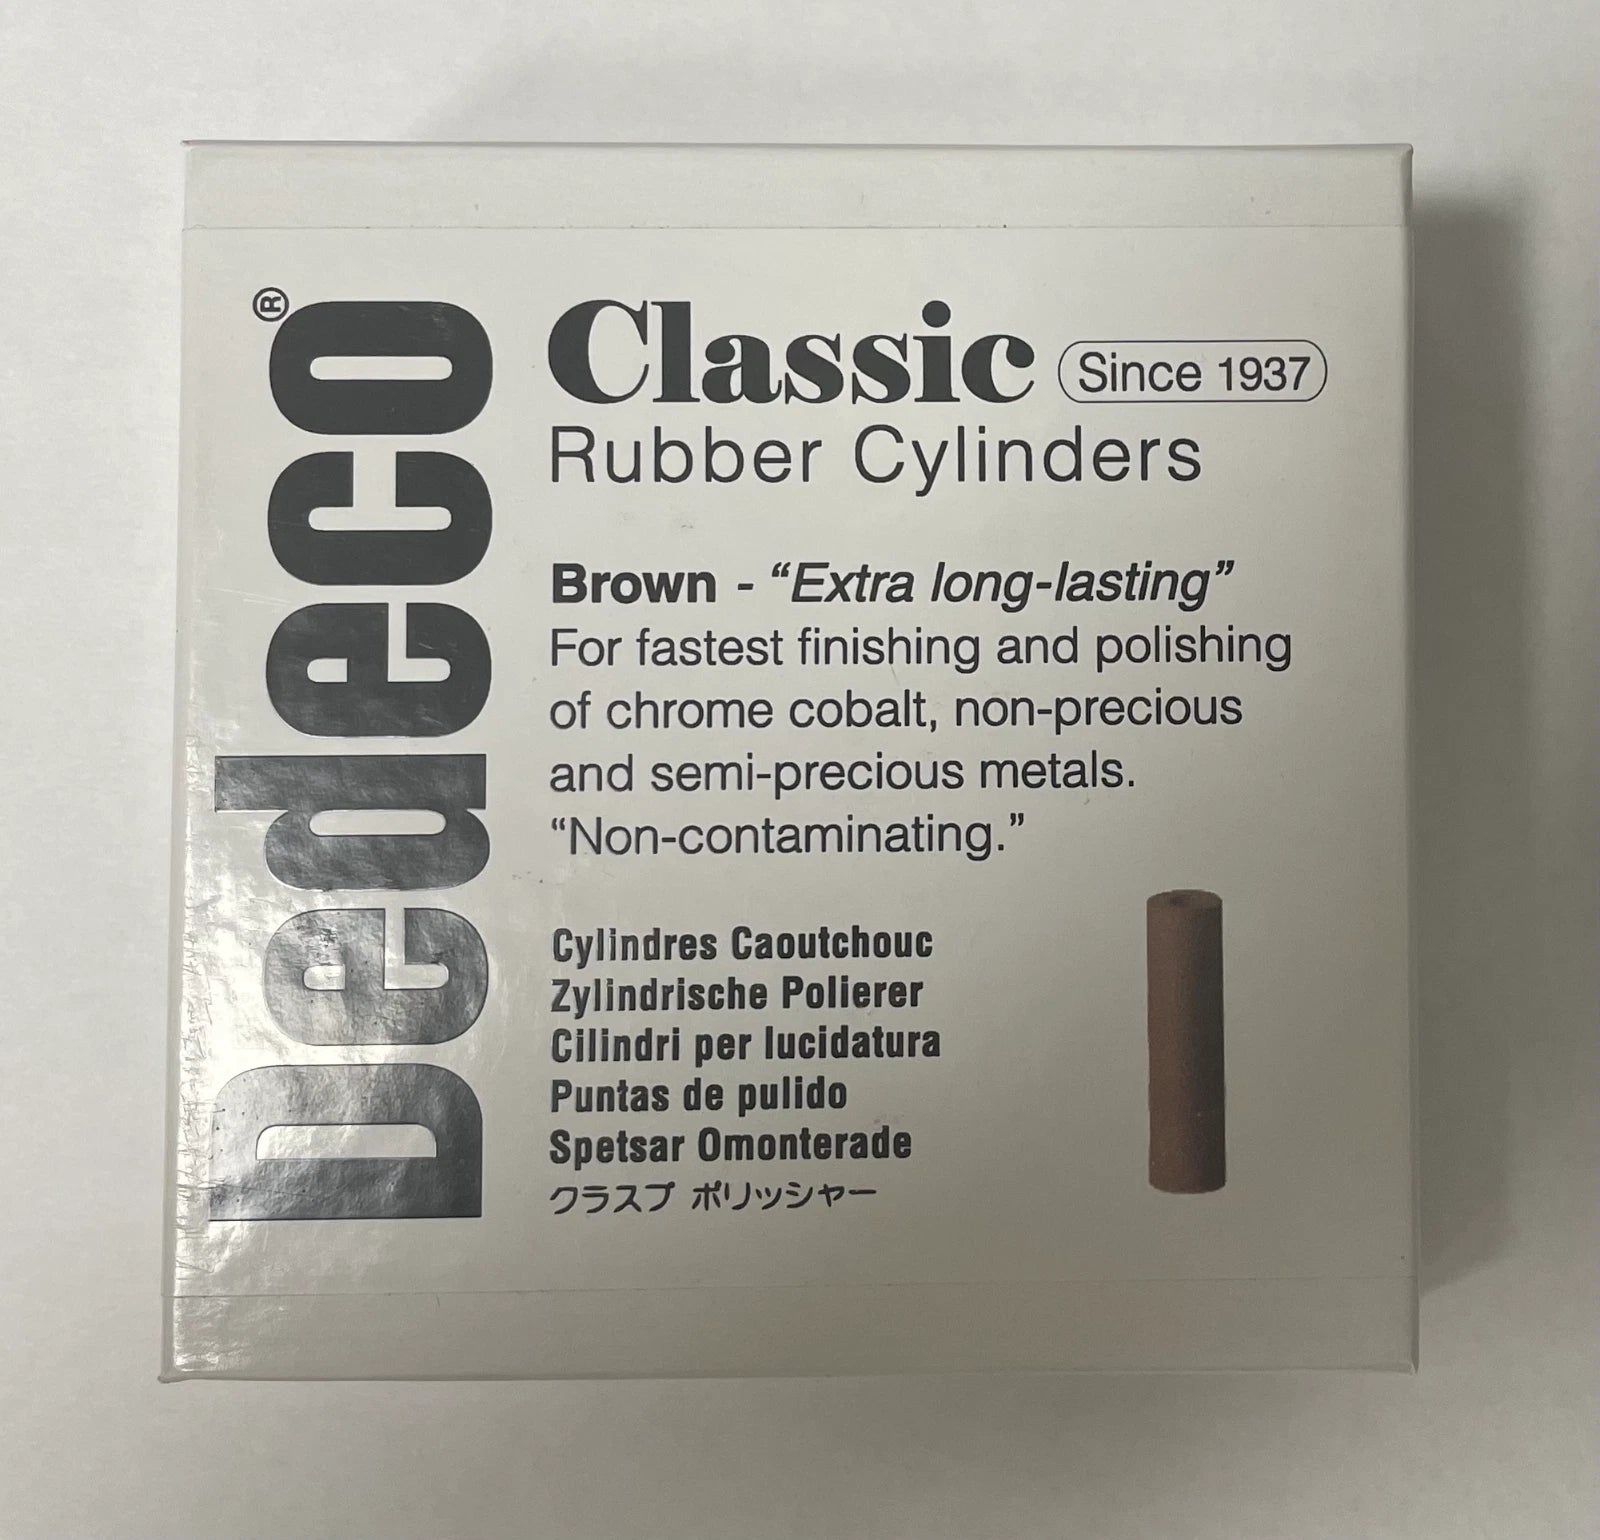 Dedeco®
Classic Since 1937
Rubber Cylinders
Brown - “Extra long-lasting”
For fastest finishing and polishing
of chrome cobalt, non-precious
and semi-precious metals.
“Non-contaminating.”
Cylindres Caoutchouc
Zylindrische Polierer
Cilindri per lucidatura
Puntas de pulido
Spetsar Omonterade
クラスプ ポリッシャー